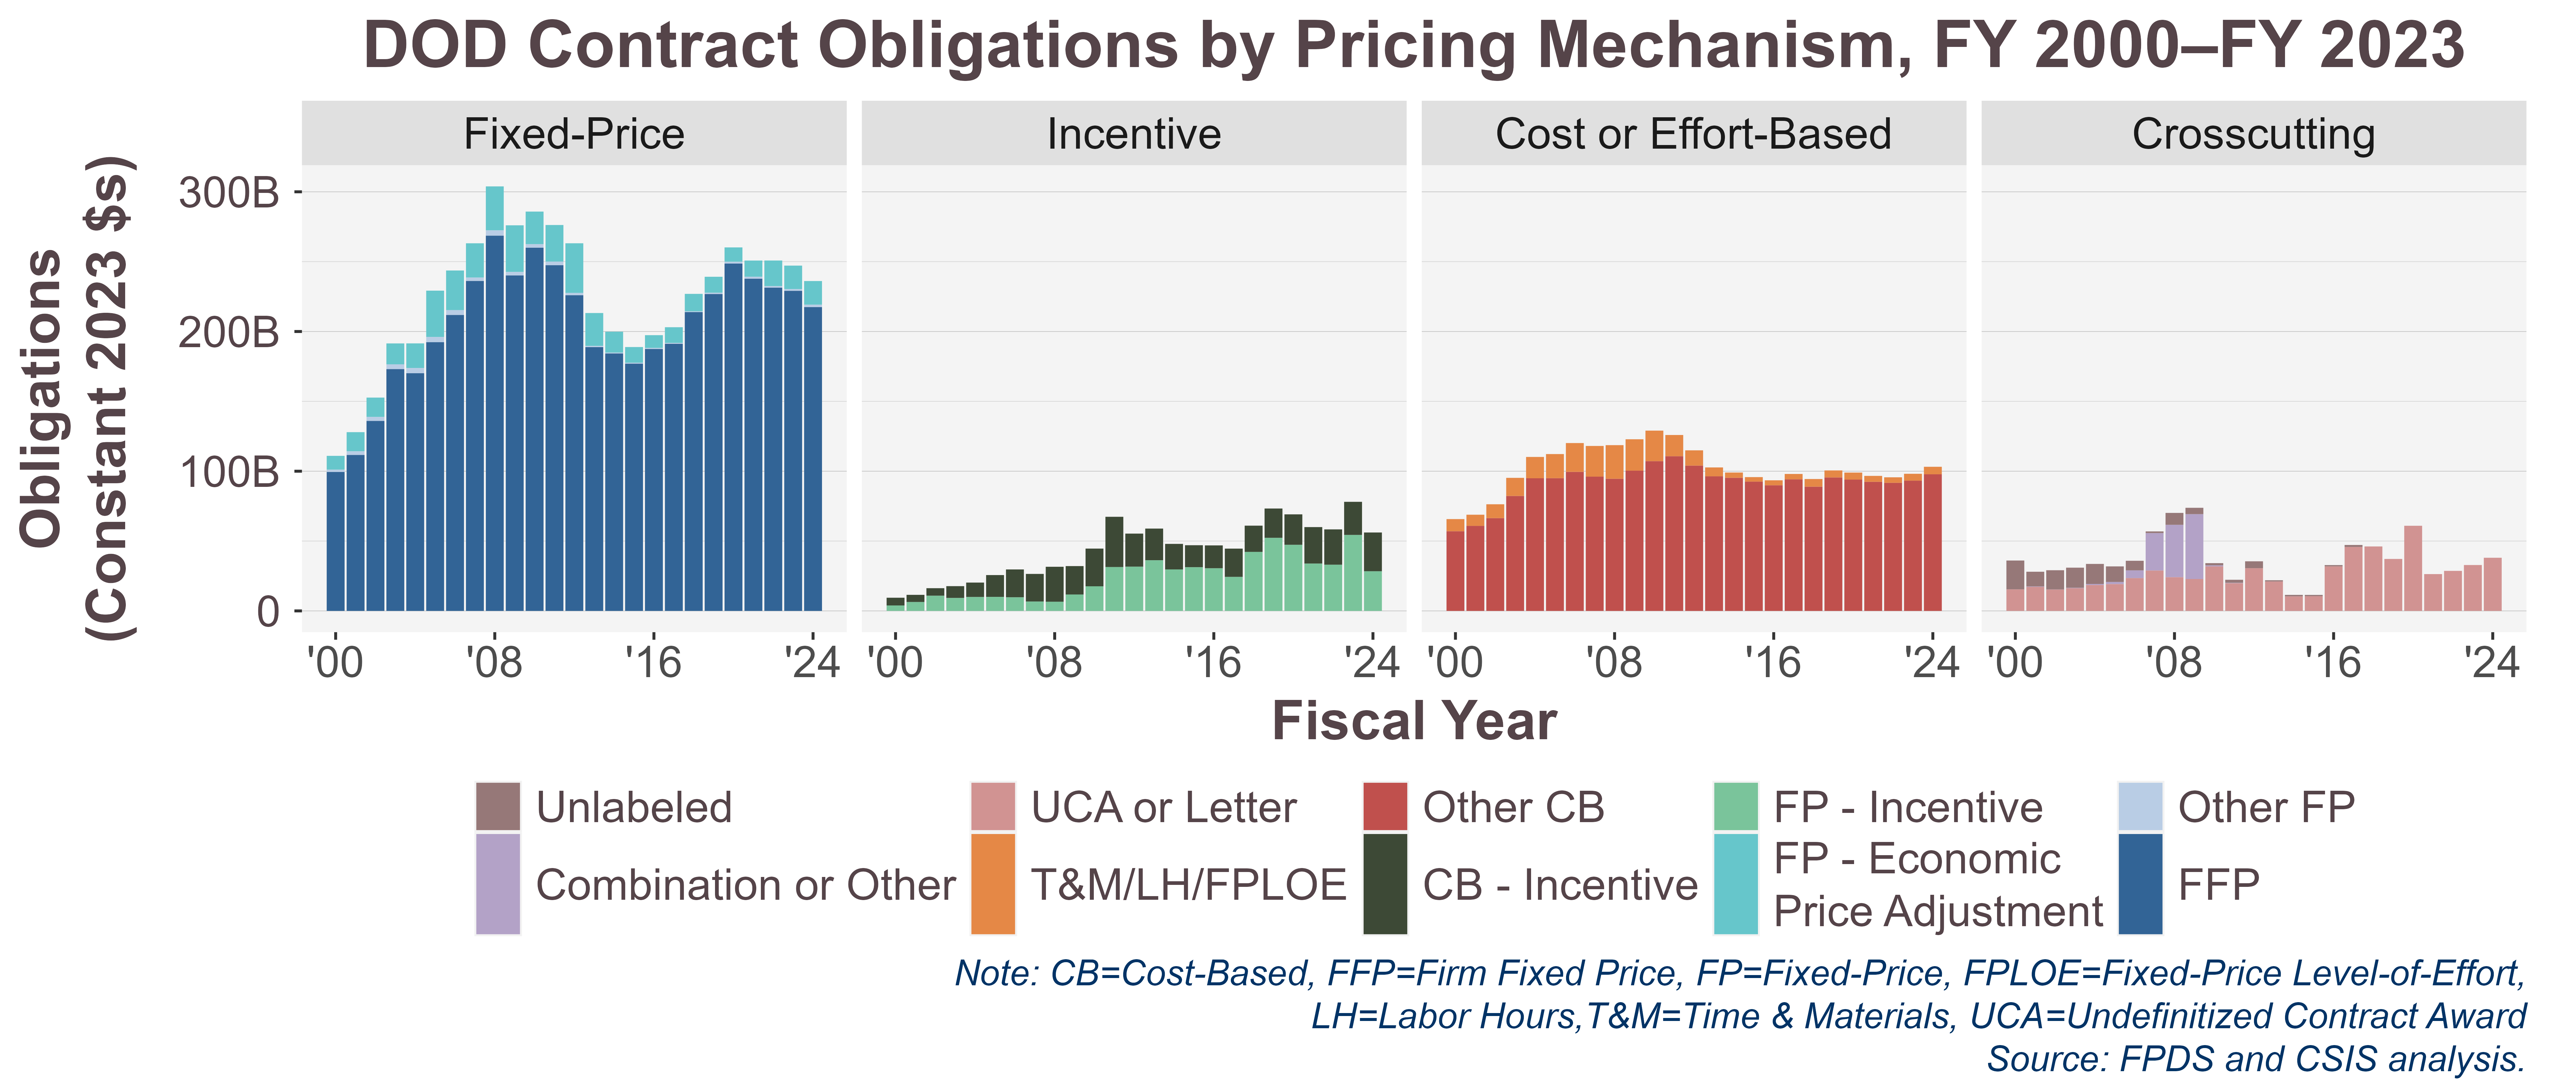 DOD Contract Obligations by Pricing Mechanism, FY 2000–FY 2023
Fixed-Price
Incentive
Cost or Effort-Based
Crosscutting
Obligations
(Constant 2023 $s)
300B
200B
100B
0
'00 '08 '16 '24
'00 '08 '16 '24
'00 '08 '16 '24
'00 '08 '16 '24
Fiscal Year
Unlabeled
Combination or Other
UCA or Letter
T&M/LH/FPLOE
Other CB
CB - Incentive
FP - Incentive
FP - Economic
Price Adjustment
Other FP
FFP
Note: CB=Cost-Based, FFP=Firm Fixed Price, FP=Fixed-Price, FPLOE=Fixed-Price Level-of-Effort,
LH=Labor Hours,T&M=Time & Materials, UCA=Undefinitized Contract Award
Source: FPDS and CSIS analysis.